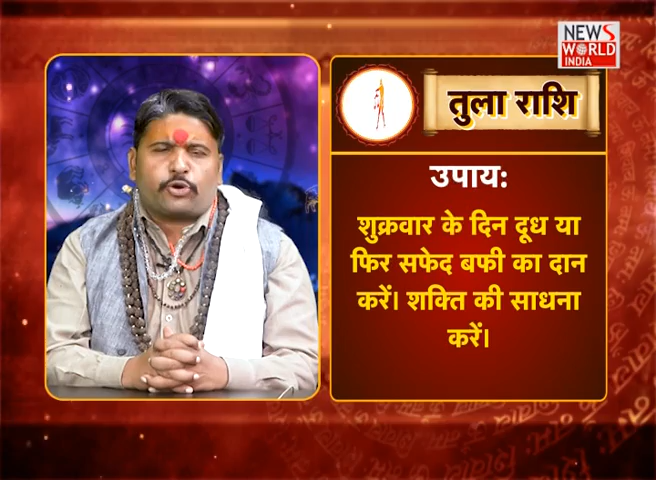 NEWS
WORLD
INDIA
तुला राशि
उपाय:
शुक्रवार के दिन दूध या
फिर सफेद बफी का दान
करें। शक्ति की साधना
करें।